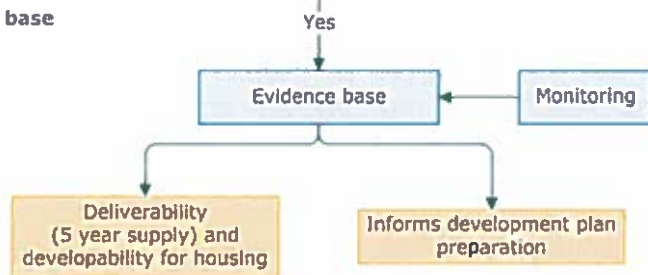 base
Yes
Evidence base
Monitoring
Deliverability
(5 year supply) and
developability for housing
Informs development plan
preparation